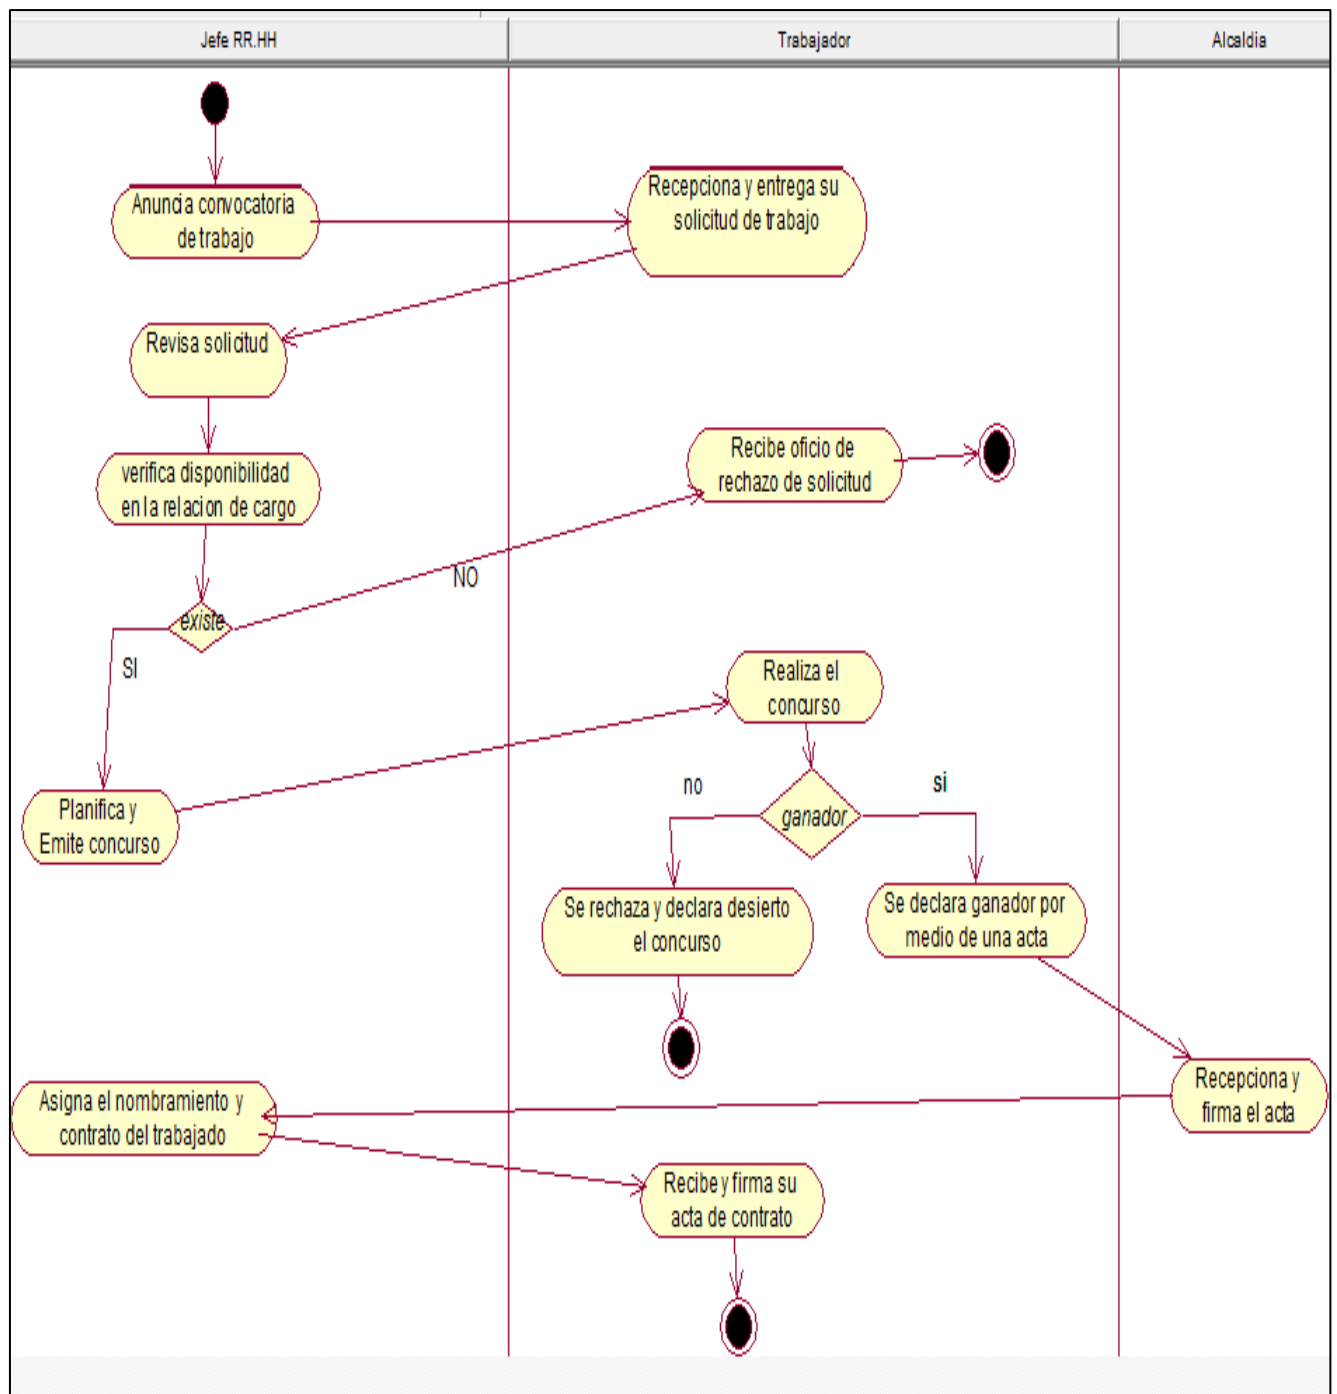 Jefe RR.HH
Trabajador
Alcaldia
Anuncia convocatoria
de trabajo
Recepciona y entrega su
solicitud de trabajo
Revisa solicitud
verifica disponibilidad
en la relacion de cargo
Recibe oficio de
rechazo de solicitud
NO
existe
SI
Realiza el
concurso
Planifica y
Emite concurso
no
si
ganador
Se rechaza y declara desierto
el concurso
Se declara ganador por
medio de una acta
Recepciona y
firma el acta
Asigna el nombramiento y
contrato del trabajado
Recibe y firma su
acta de contrato